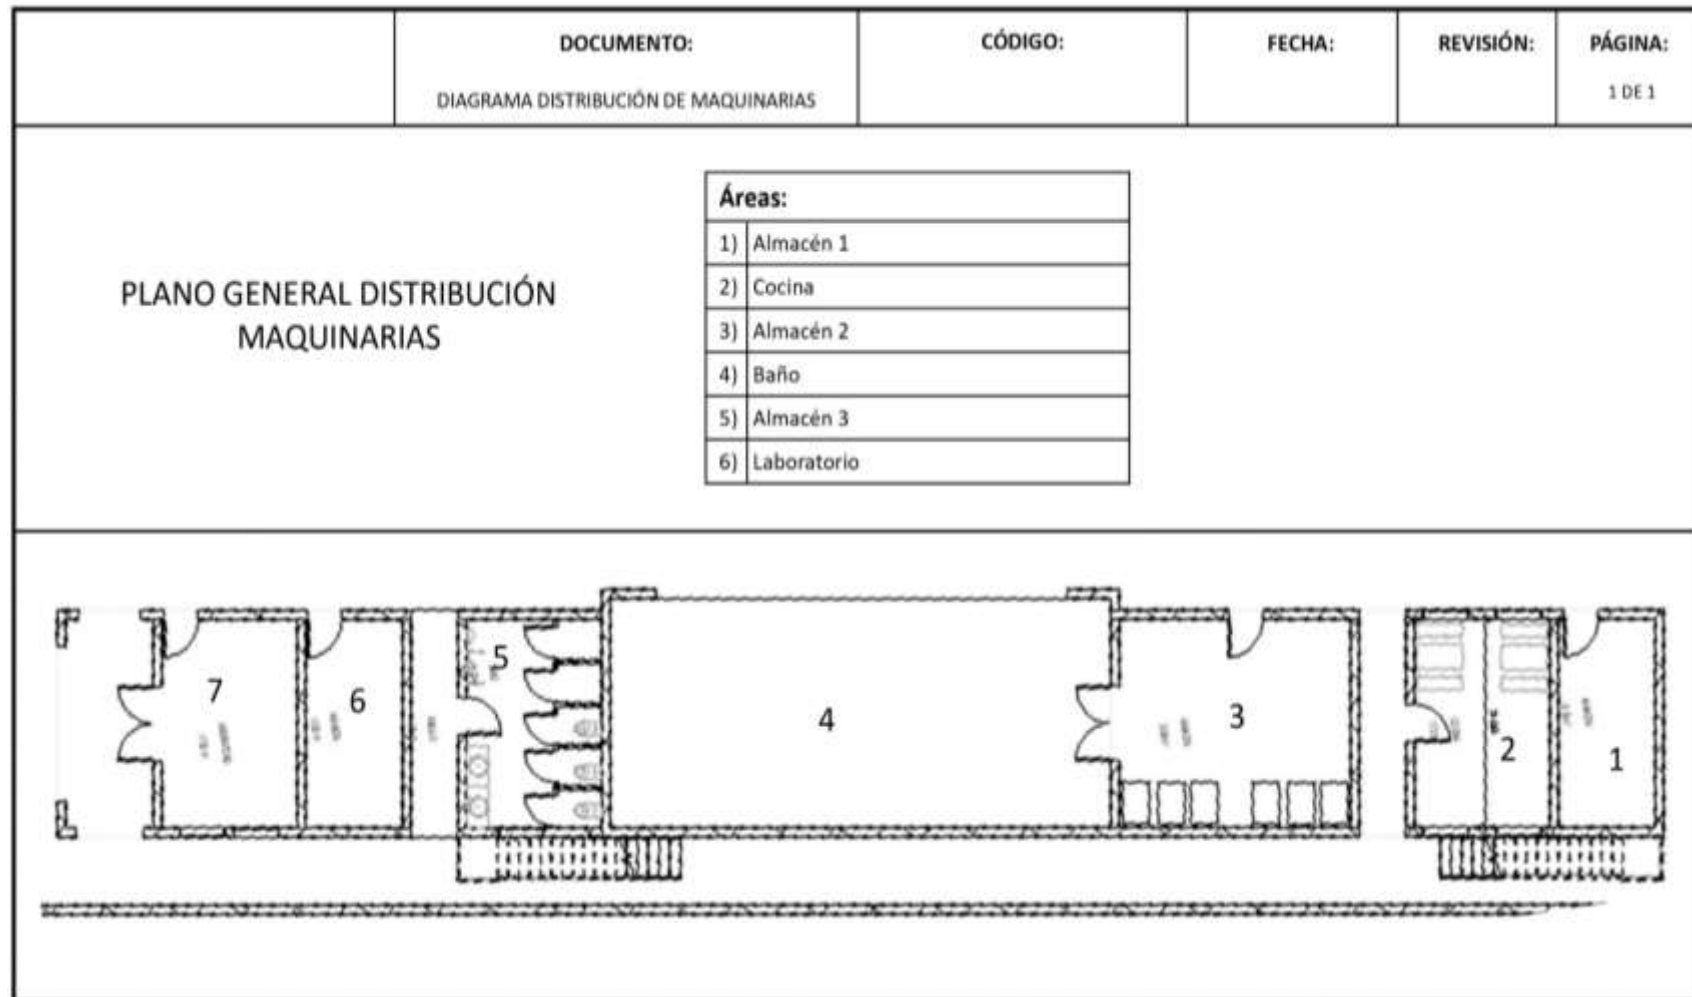 DOCUMENTO:
CÓDIGO:
FECHA:
REVISIÓN:
PÁGINA:
DIAGRAMA DISTRIBUCIÓN DE MAQUINARIAS
1 DE 1
PLANO GENERAL DISTRIBUCIÓN
MAQUINARIAS
Áreas:
1) Almacén 1
2) Cocina
3) Almacén 2
4) Baño
5) Almacén 3
6) Laboratorio
7
6
5
4
3
2
1